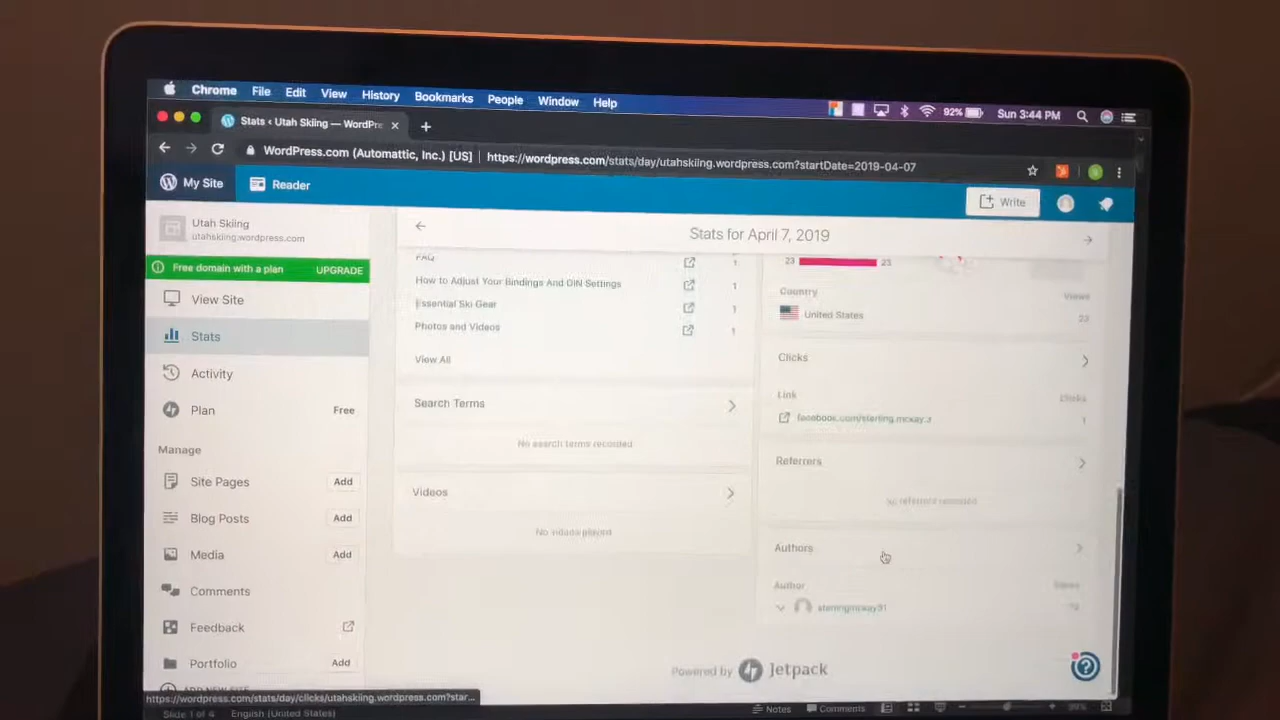 Chrome File Edit View History Bookmarks People Window Help 92% Sun 3:44 PM
Stats ‹ Utah Skiing — WordPre
WordPress.com (Automattic, Inc.) [US] https://wordpress.com/stats/day/utahskiing.wordpress.com?startDate=2019-04-07
My Site Reader Write
Utah Skiing
utahskiing.wordpress.com
Free domain with a plan UPGRADE
View Site
Stats
Activity
Plan Free
Manage
Site Pages Add
Blog Posts Add
Media Add
Comments
Feedback
Portfolio Add
ADD NEW SITE
Stats for April 7, 2019
FAQ 1
How to Adjust Your Bindings And DIN Settings 1
Essential Ski Gear 1
Photos and Videos 1
View All
Search Terms
No search terms recorded
Videos
No videos played
23 23
Country Views
United States 23
Clicks
Link Clicks
facebook.com/sterling.mckay.
1
Referrers
No referrers recorded
Authors
Author Views
sterlingmckay31
Powered by Jetpack
https://wordpress.com/stats/day/clicks/utahskiing.wordpress.com?star...
Slide 1 of 4 English (United States) Notes Comments 99%